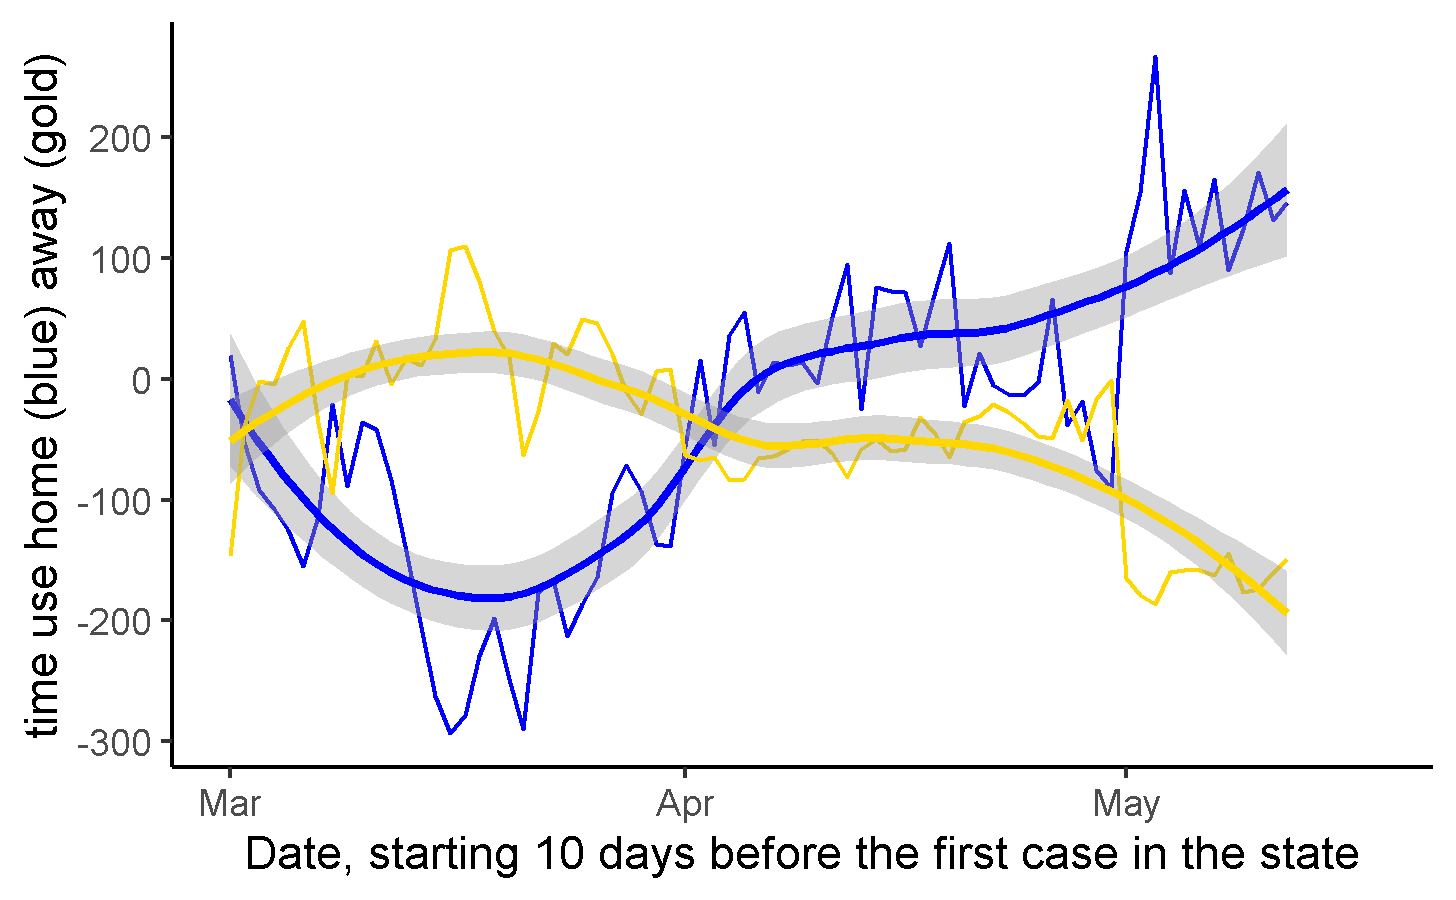 time use home (blue) away (gold)
200
100
0
-100
-200
-300
Mar
Apr
May
Date, starting 10 days before the first case in the state